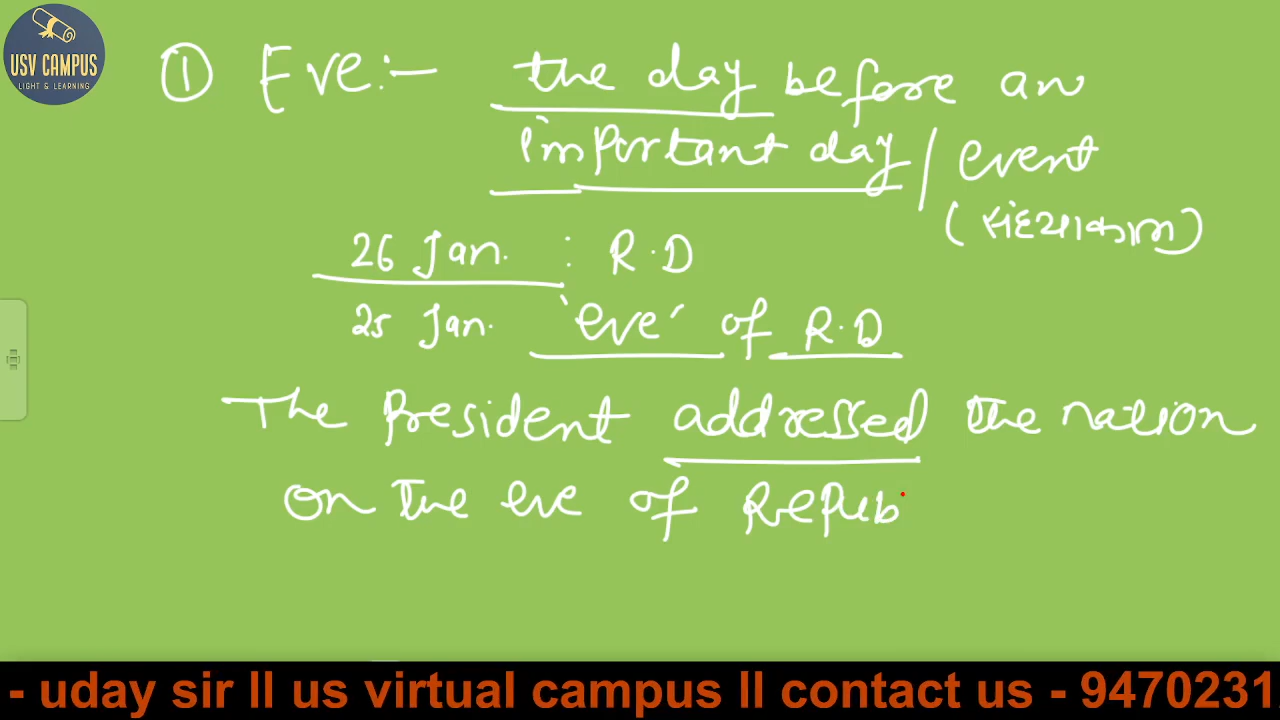 USV CAMPUS
LIGHT & LEARNING
① Eve:– the day before an
important day / event
(संध्याकाल)
26 Jan. : R.D
25 Jan. 'eve' of R.D
The President addressed the nation
on the eve of Repub
- uday sir ll us virtual campus ll contact us - 9470231